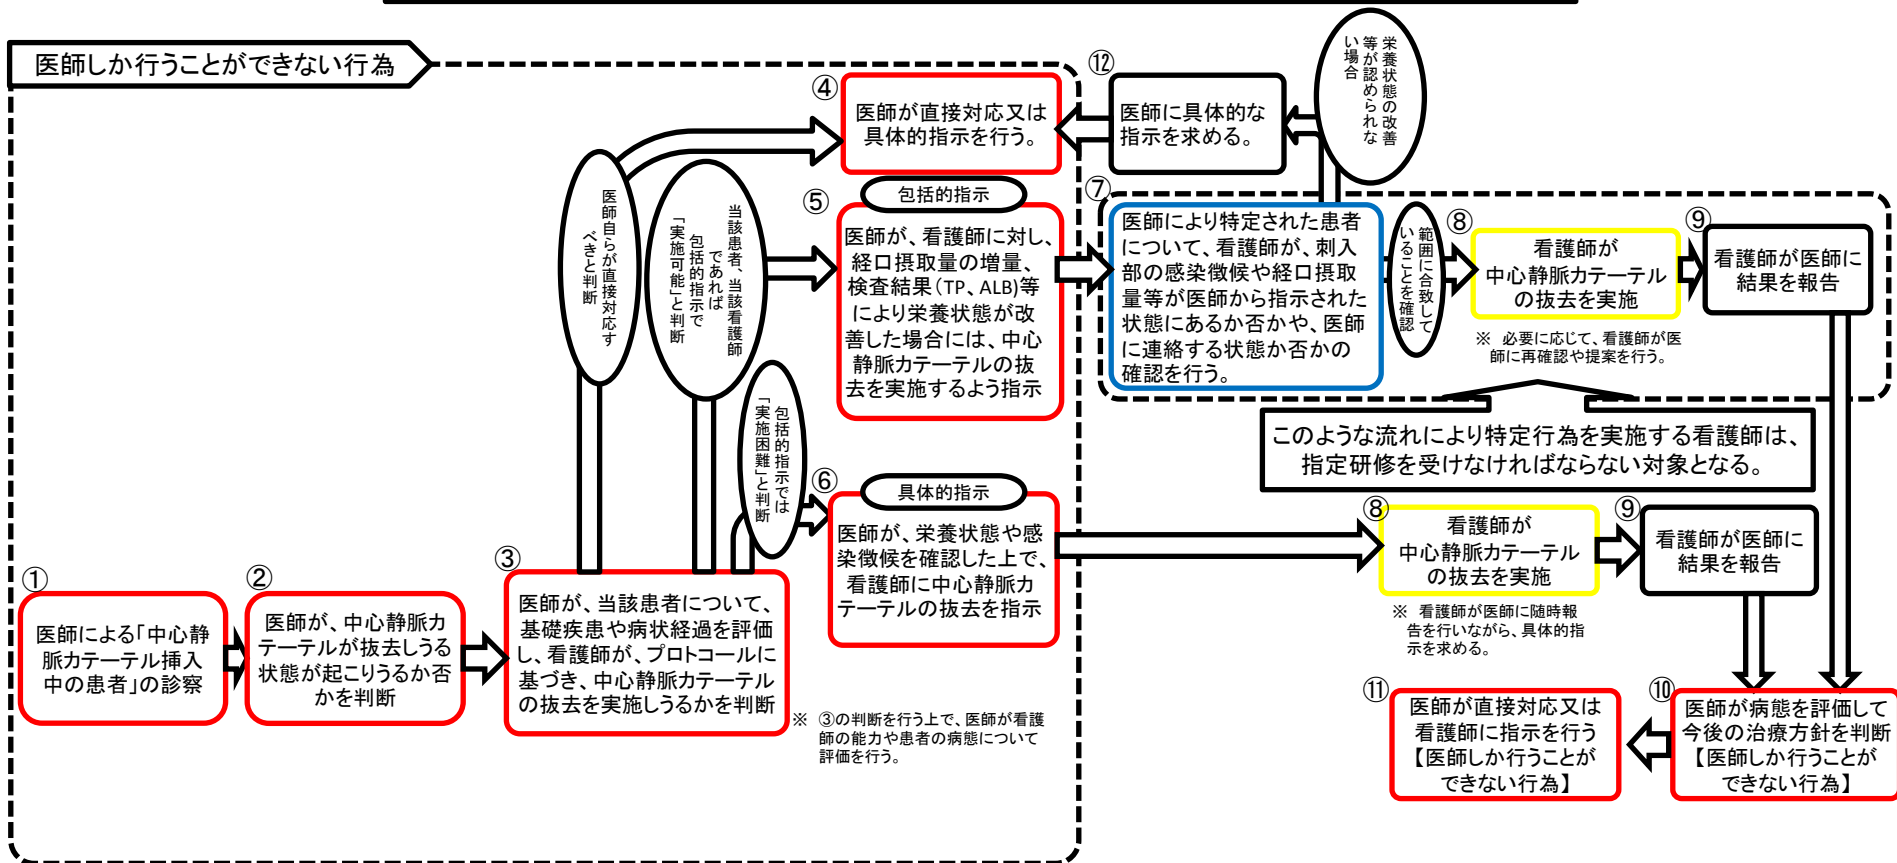 医師しか行うことができない行為
①
医師による「中心静
脈カテーテル挿入
中の患者」の診察
②
医師が、中心静脈カ
テーテルが抜去しうる
状態が起こりうるか否
かを判断
③
医師が、当該患者について、
基礎疾患や病状経過を評価
し、看護師が、プロトコールに
基づき、中心静脈カテーテル
の抜去を実施しうるかを判断
※ ③の判断を行う上で、医師が看護
師の能力や患者の病態について
評価を行う。
医師自らが直接対応す
べきと判断
当該患者、当該看護師
であれば
包括的指示で
「実施可能」と判断
包括的指示では
「実施困難」と判断
④
医師が直接対応又は
具体的指示を行う。
⑤
包括的指示
医師が、看護師に対し、
経口摂取量の増量、
検査結果(TP、ALB)等
により栄養状態が改
善した場合には、中心
静脈カテーテルの抜
去を実施するよう指示
⑥
具体的指示
医師が、栄養状態や感
染徴候を確認した上で、
看護師に中心静脈カ
テーテルの抜去を指示
⑫
医師に具体的な
指示を求める。
栄養状態の改善
等が認められな
い場合
⑦
医師により特定された患者
について、看護師が、刺入
部の感染徴候や経口摂取
量等が医師から指示された
状態にあるか否かや、医師
に連絡する状態か否かの
確認を行う。
範囲に合致して
いることを確認
⑧
看護師が
中心静脈カテーテル
の抜去を実施
※ 必要に応じて、看護師が医
師に再確認や提案を行う。
⑨
看護師が医師に
結果を報告
このような流れにより特定行為を実施する看護師は、
指定研修を受けなければならない対象となる。
⑧
看護師が
中心静脈カテーテル
の抜去を実施
※ 看護師が医師に随時報
告を行いながら、具体的指
示を求める。
⑨
看護師が医師に
結果を報告
⑩
医師が病態を評価して
今後の治療方針を判断
【医師しか行うことが
できない行為】
⑪
医師が直接対応又は
看護師に指示を行う
【医師しか行うことが
できない行為】